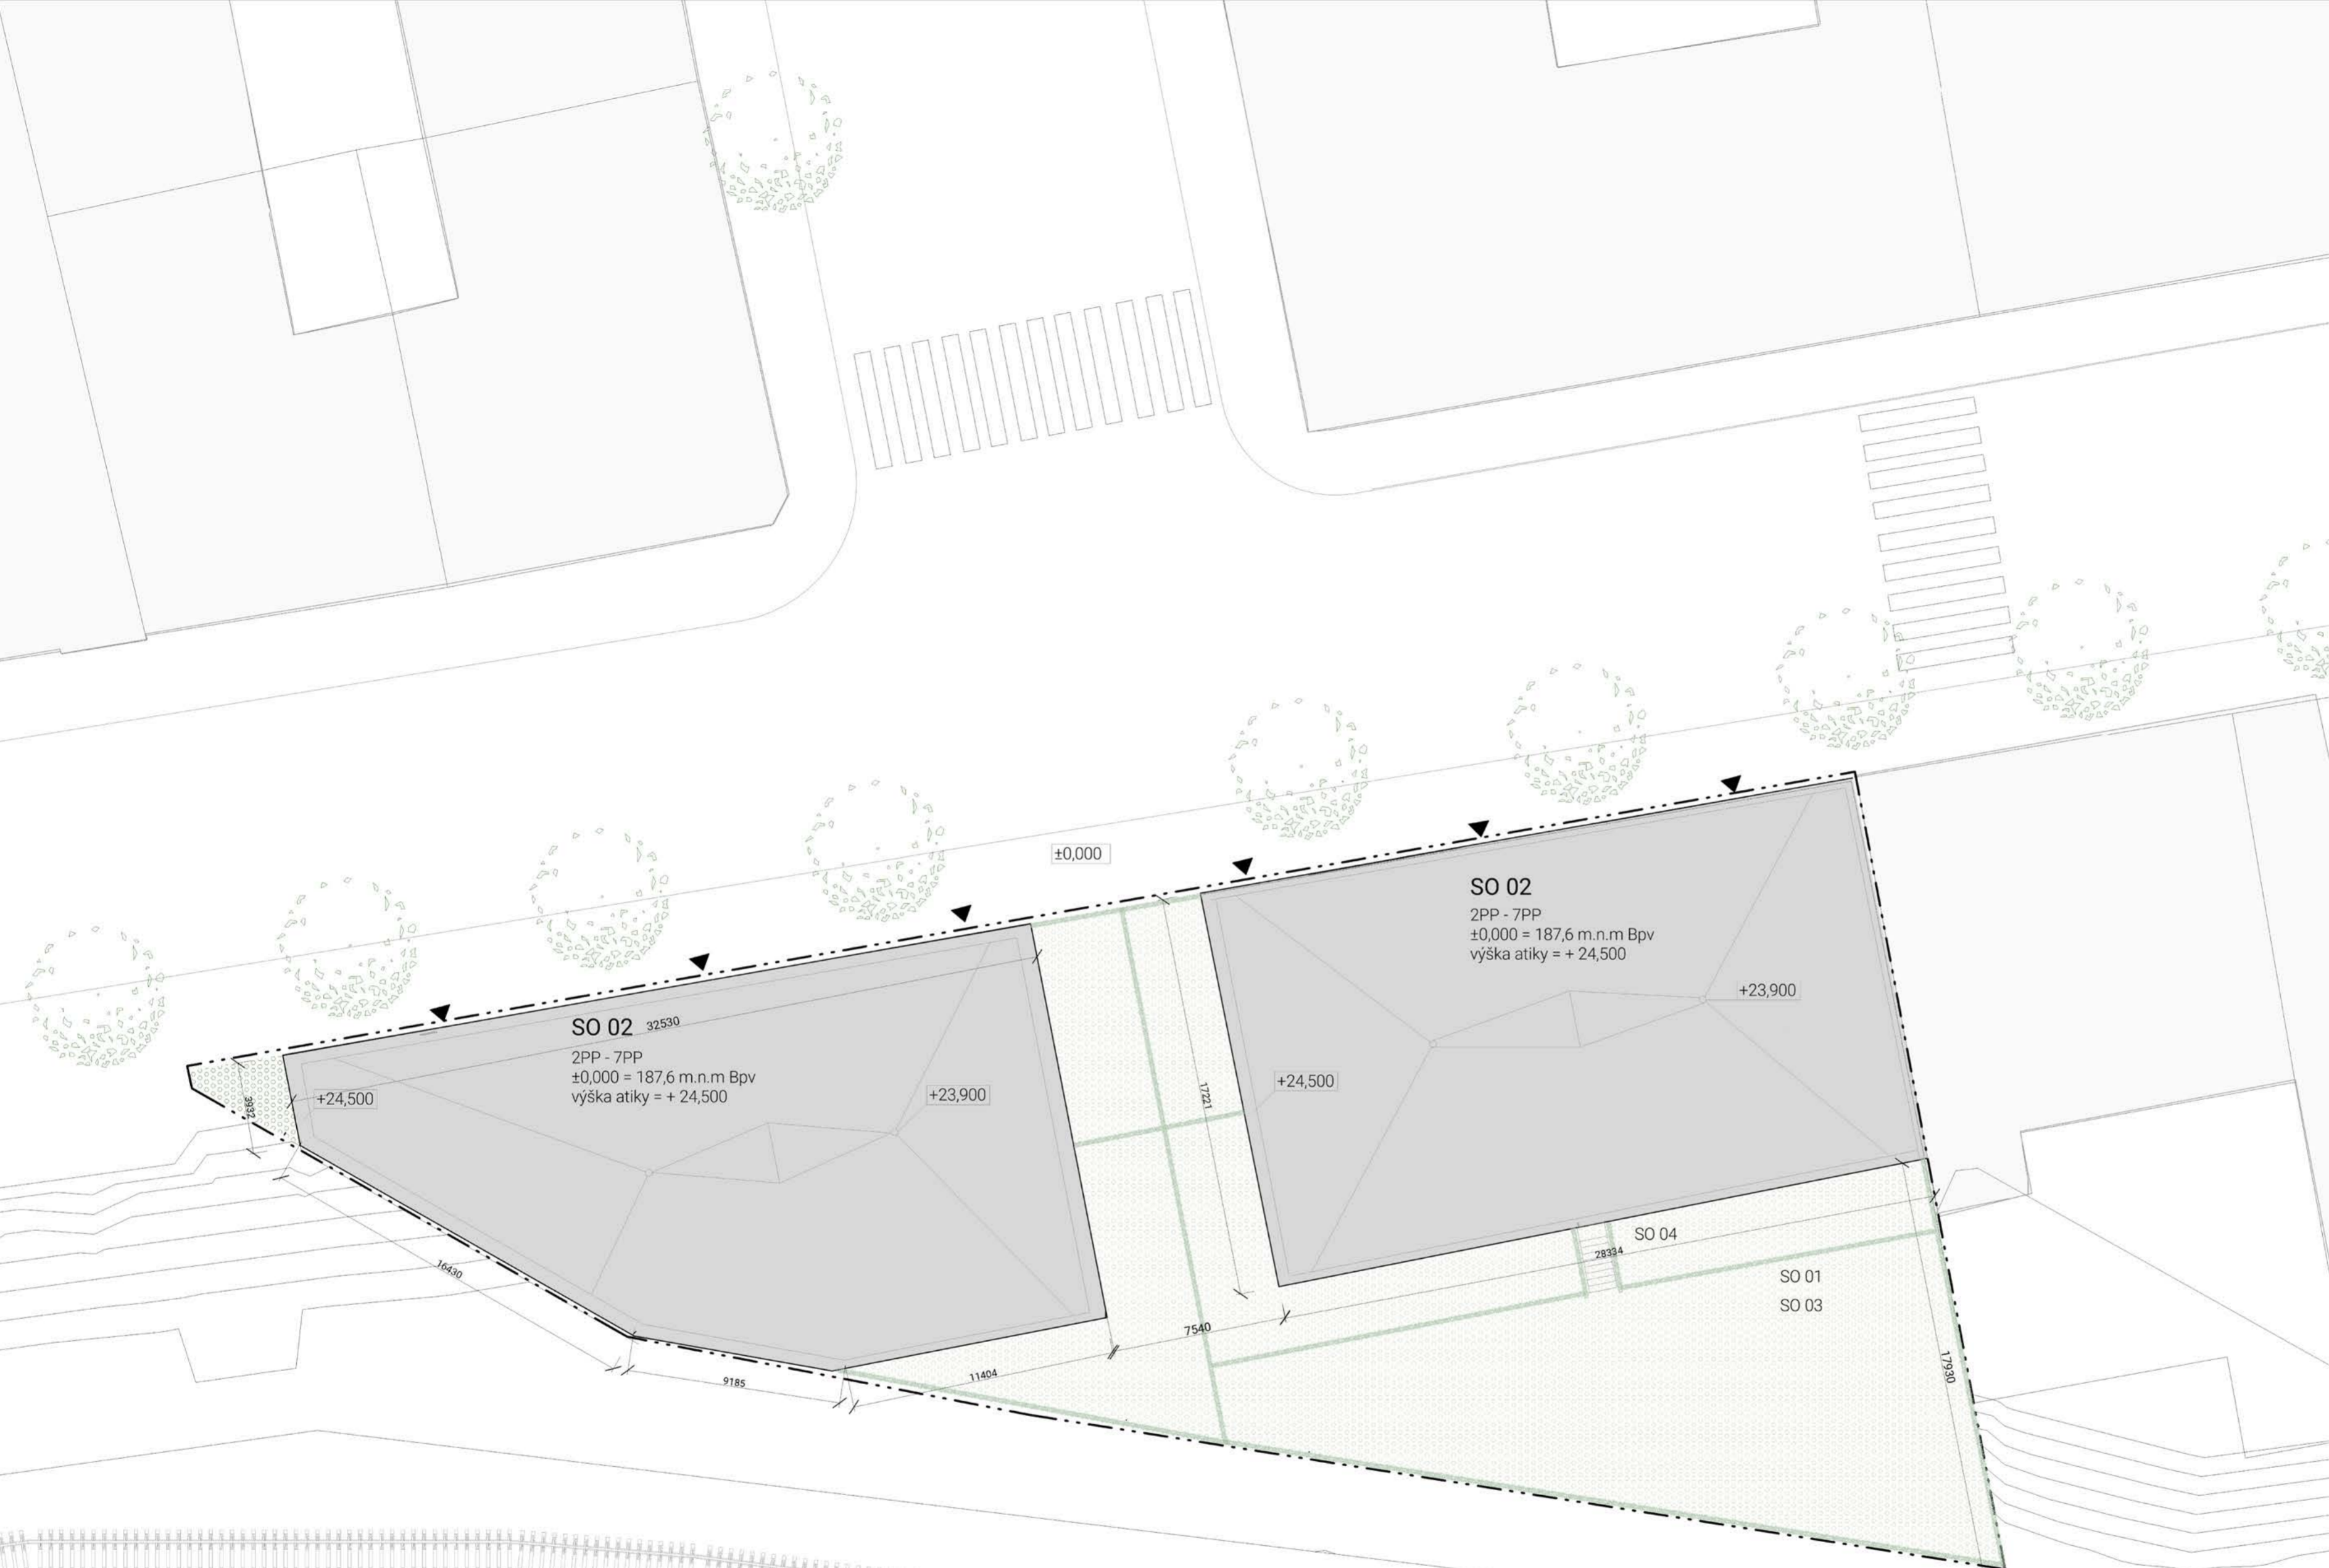 ±0,000
SO 02
2PP - 7PP
±0,000 = 187,6 m.n.m Bpv
výška atiky = + 24,500
+23,900
+24,500
17221
SO 02
32530
2PP - 7PP
±0,000 = 187,6 m.n.m Bpv
výška atiky = + 24,500
+24,500
+23,900
3932
16430
9185
11404
7540
SO 04
28334
SO 01
SO 03
17930